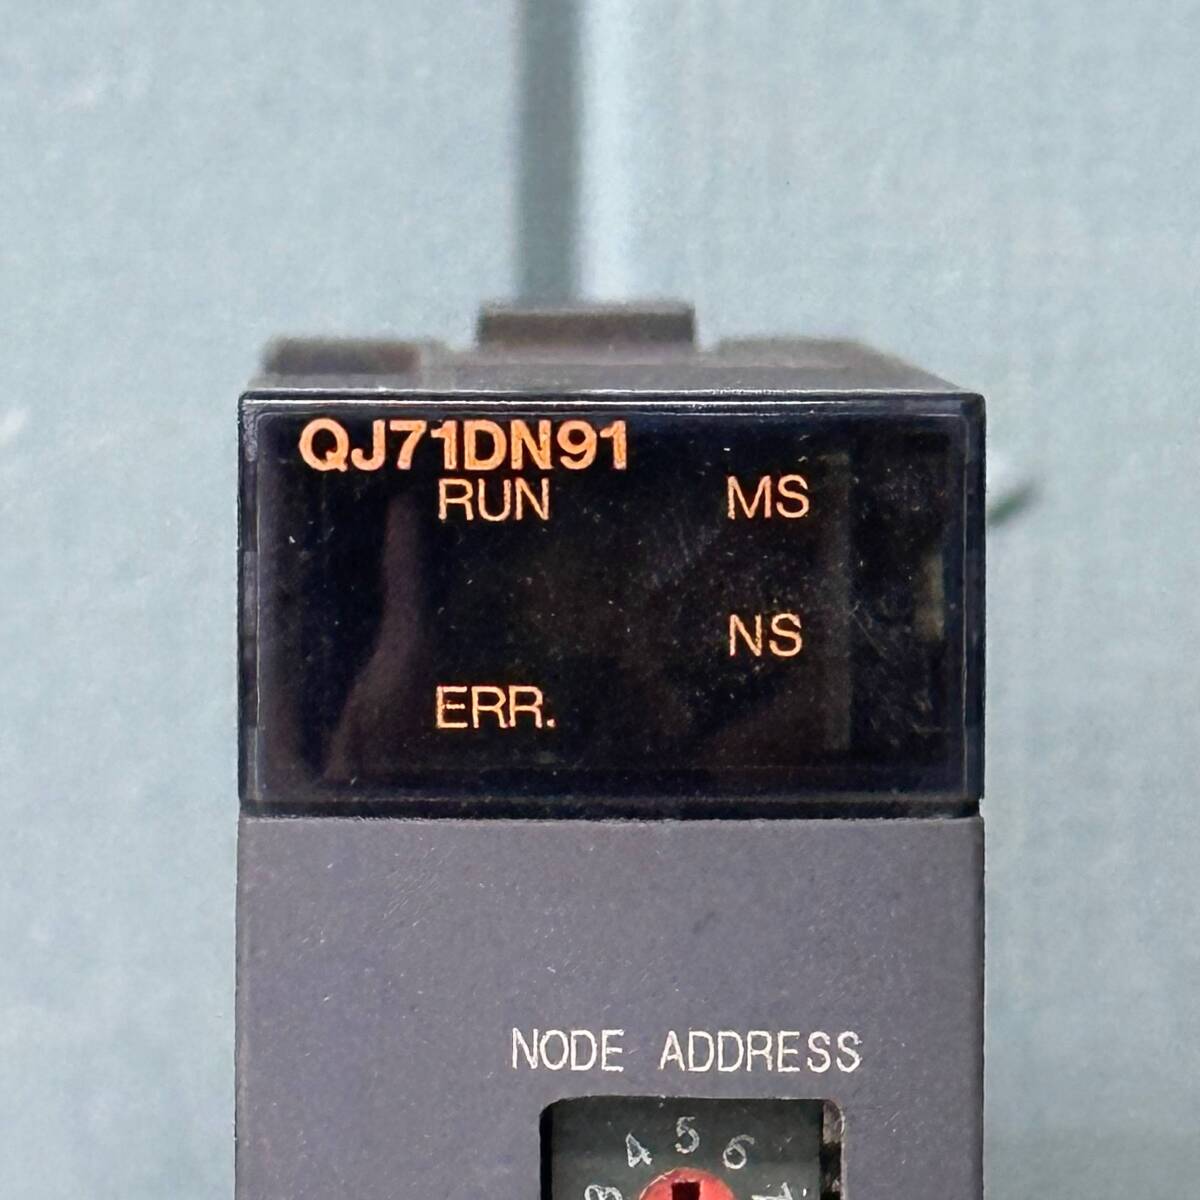 QJ71DN91
RUN MS
NS
ERR.
NODE ADDRESS
4 5 6